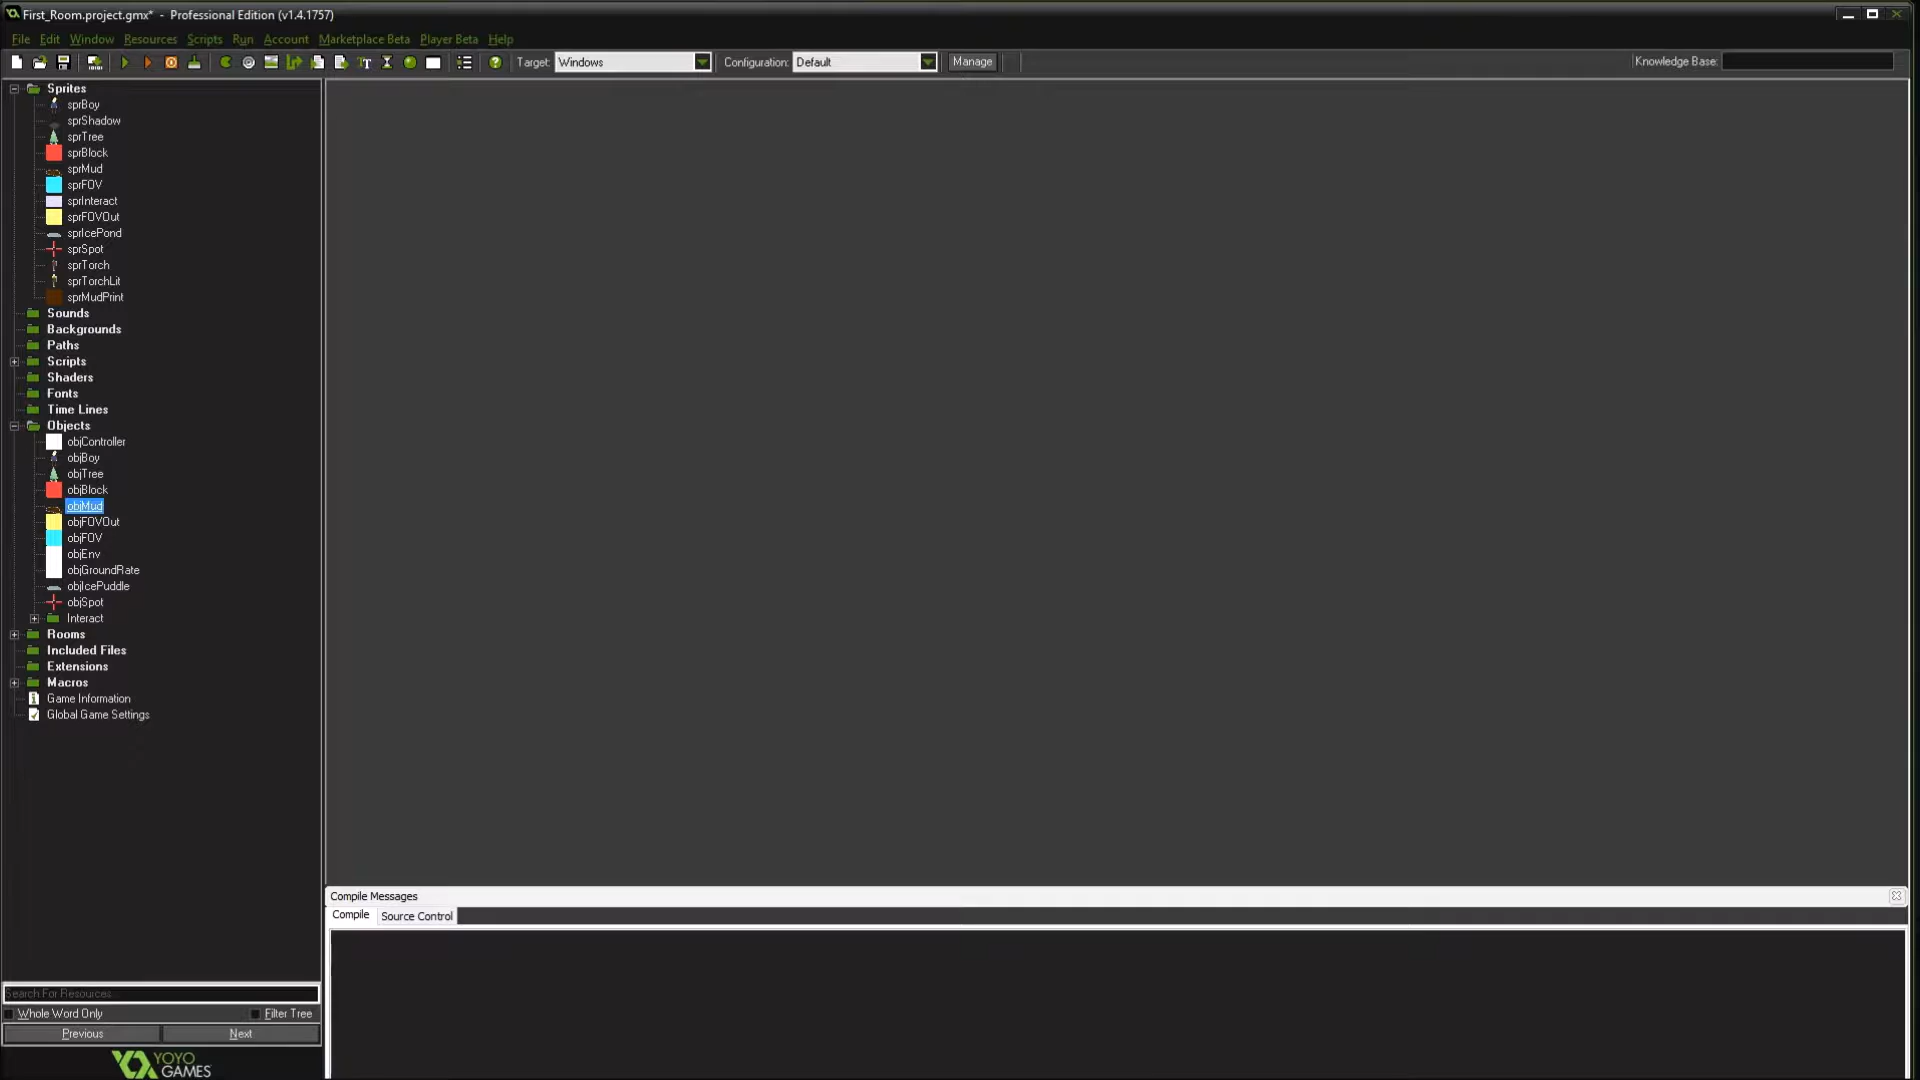 First_Room.project.gmx* - Professional Edition (v1.4.1757)
File Edit Window Resources Scripts Run Account Marketplace Beta Player Beta Help
Target: Windows Configuration: Default Manage Knowledge Base:
Sprites
sprBoy
sprShadow
sprTree
sprBlock
sprMud
sprFOV
sprInteract
sprFOVOut
sprIcePond
sprSpot
sprTorch
sprTorchLit
sprMudPrint
Sounds
Backgrounds
Paths
Scripts
Shaders
Fonts
Time Lines
Objects
objController
objBoy
objTree
objBlock
objMud
objFOVOut
objFOV
objEnv
objGroundRate
objIcePuddle
objSpot
Interact
Rooms
Included Files
Extensions
Macros
Game Information
Global Game Settings
Compile Messages
Compile Source Control
Search For Resources...
Whole Word Only Filter Tree
Previous Next
YOYO
GAMES